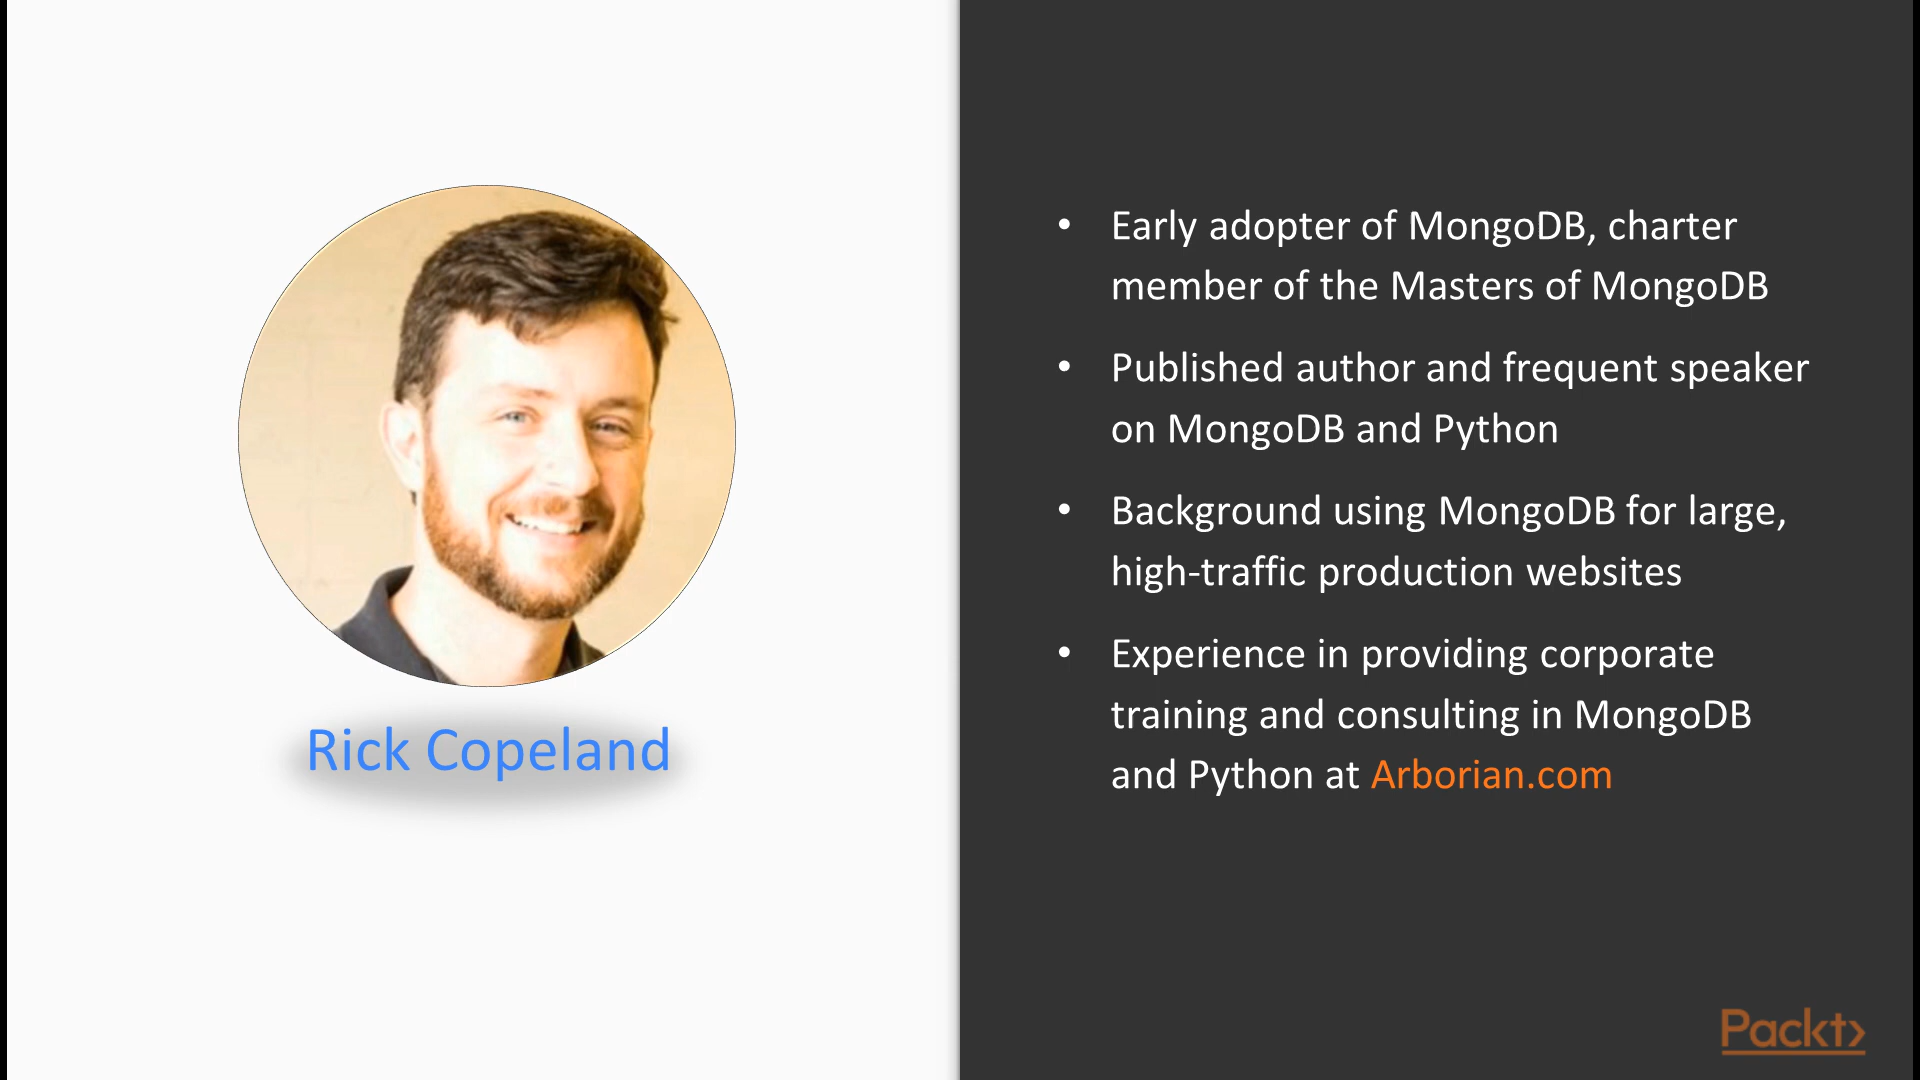 Rick Copeland
• Early adopter of MongoDB, charter
member of the Masters of MongoDB
• Published author and frequent speaker
on MongoDB and Python
• Background using MongoDB for large,
high-traffic production websites
• Experience in providing corporate
training and consulting in MongoDB
and Python at Arborian.com
Packt>